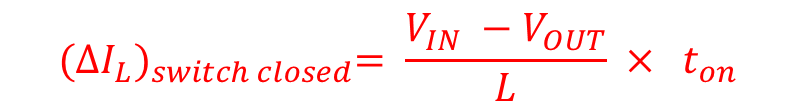 (ΔI_L)_switch closed = (V_IN − V_OUT) / L × t_on